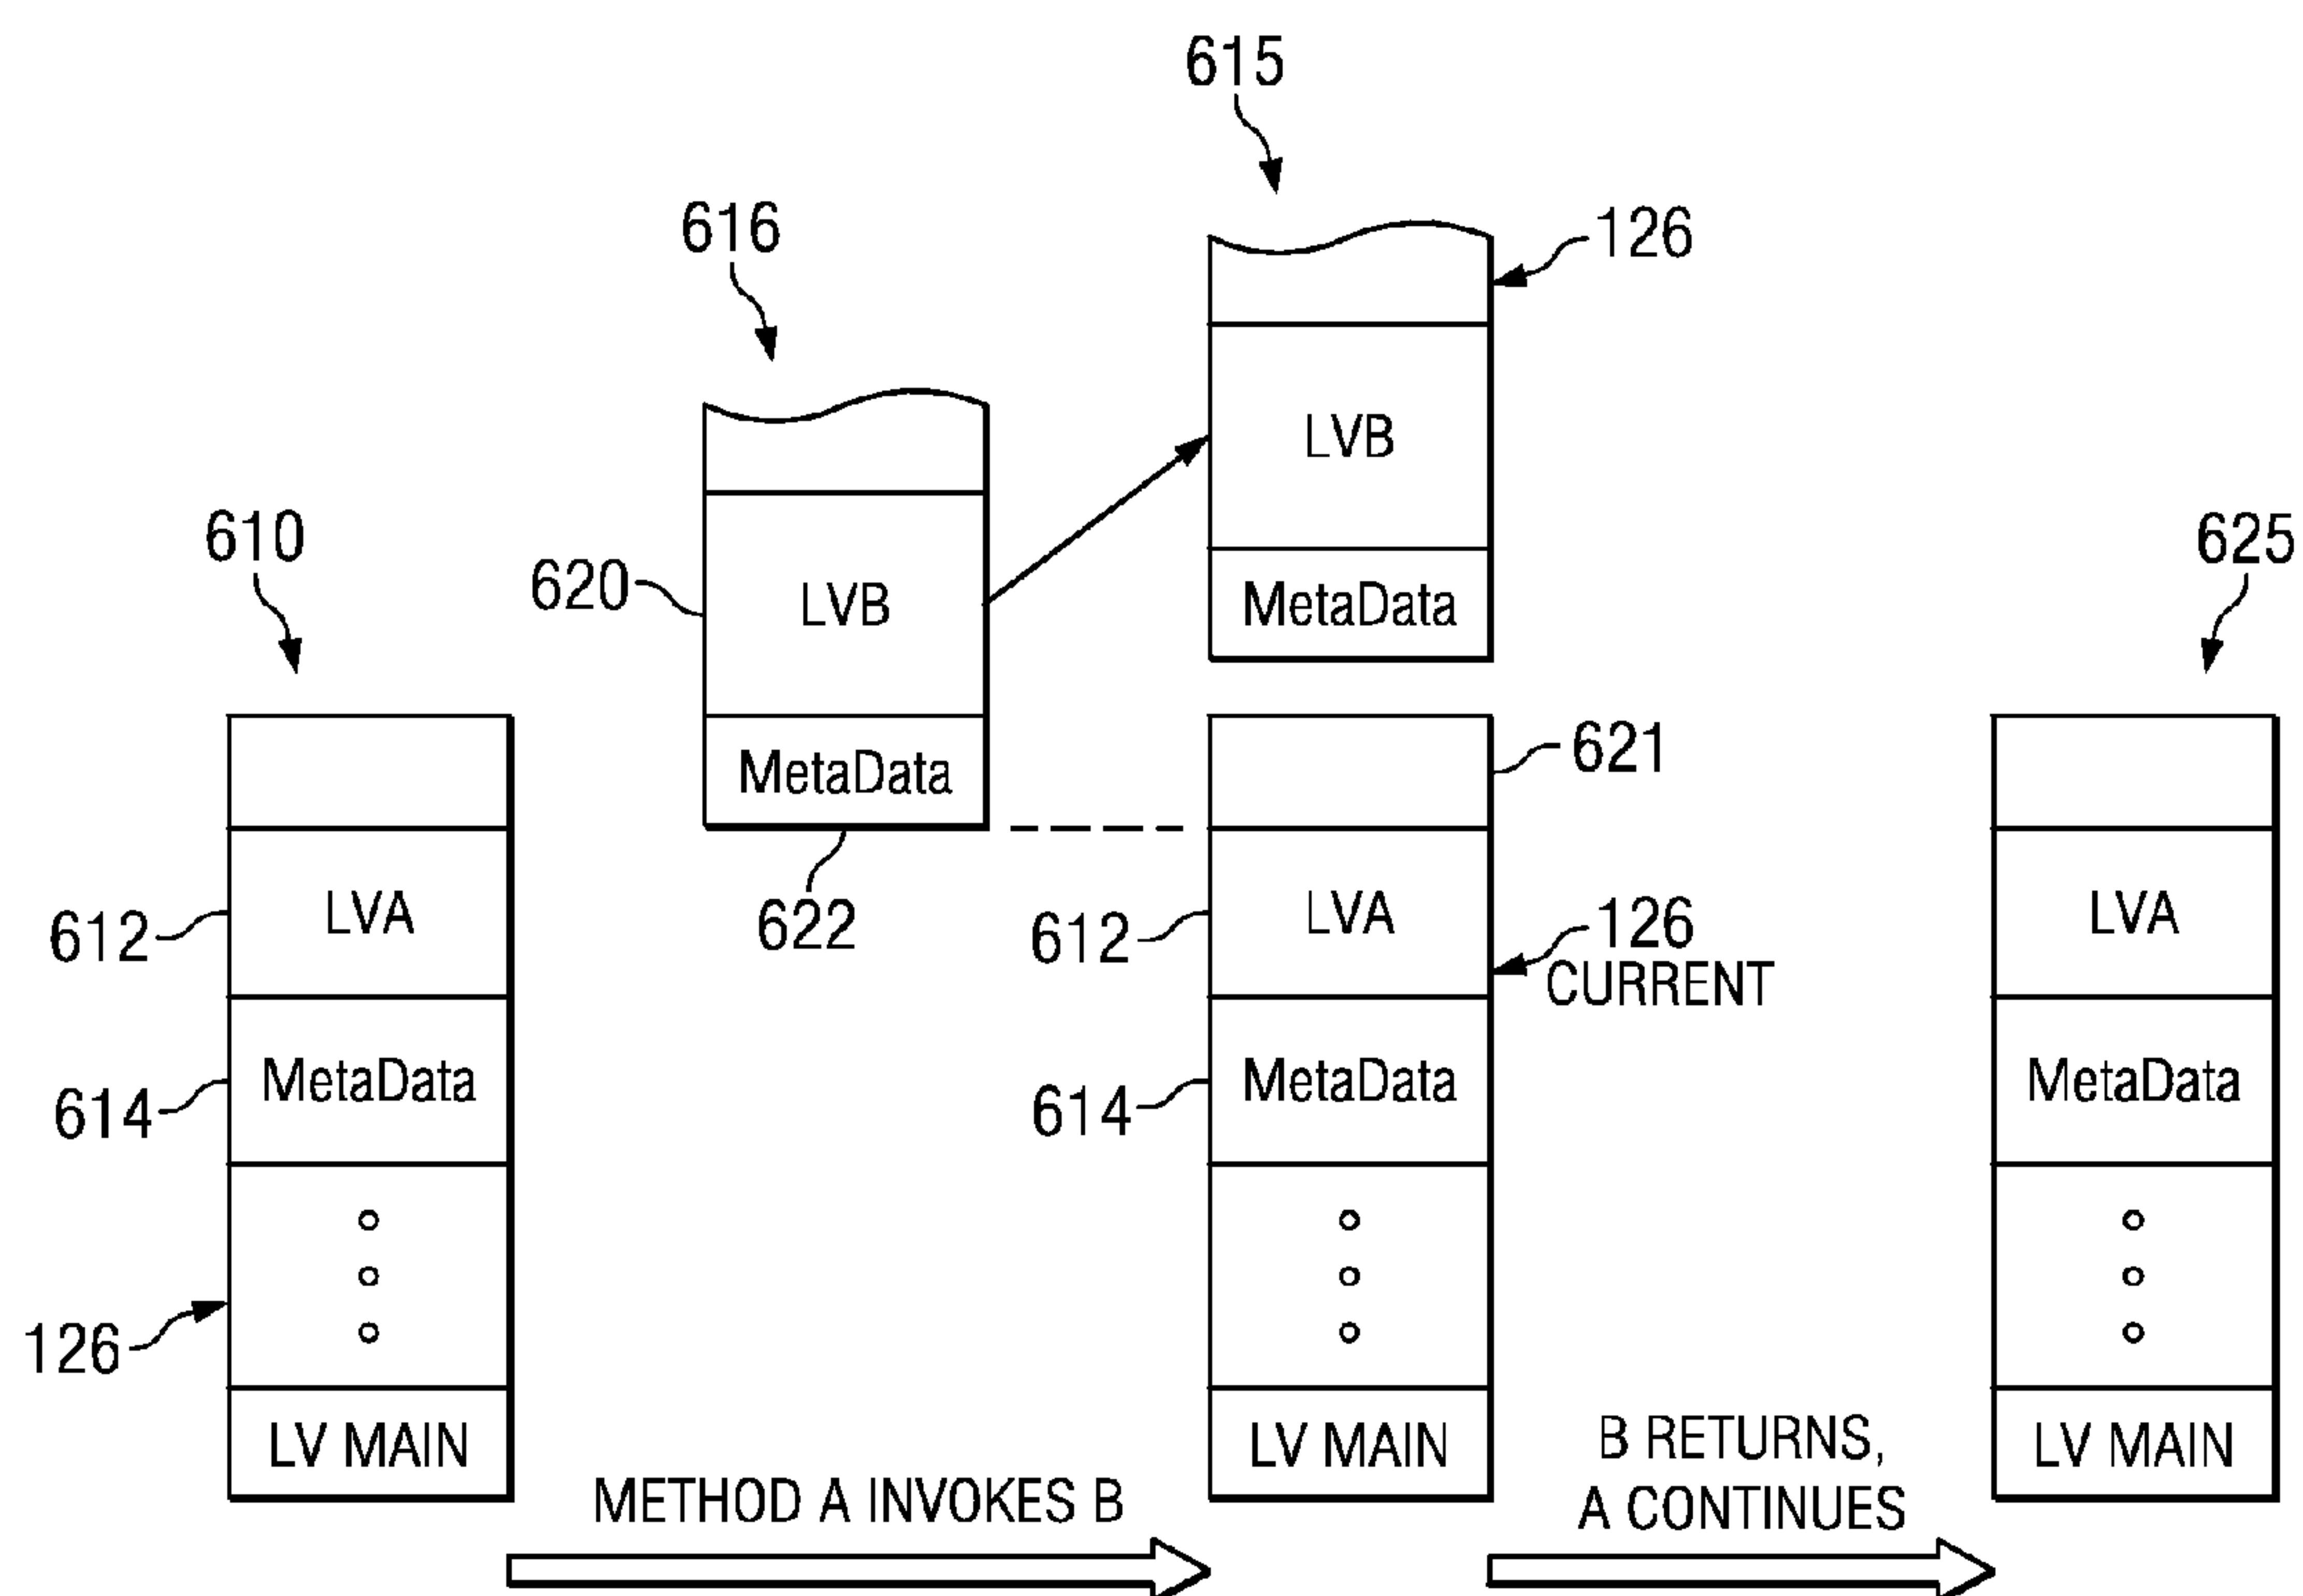 615
616
126
LVB
610
625
620
LVB
MetaData
621
MetaData
612
LVA
622
612
LVA
126
CURRENT
LVA
614
MetaData
614
MetaData
MetaData
126
LV MAIN
METHOD A INVOKES B
LV MAIN
B RETURNS,
A CONTINUES
LV MAIN